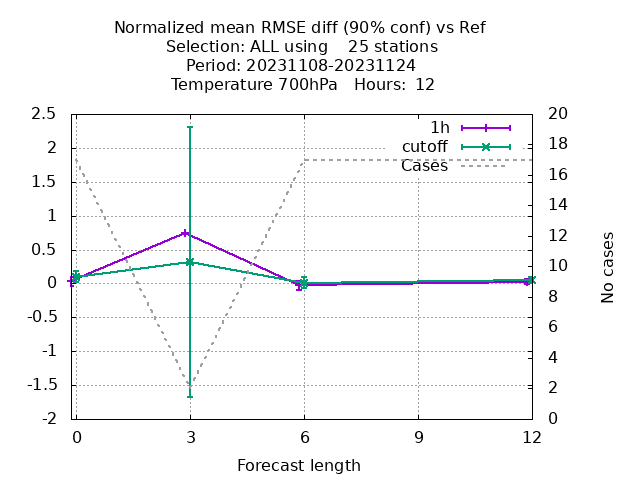 Normalized mean RMSE diff (90% conf) vs Ref
Selection: ALL using    25 stations
Period: 20231108-20231124
Temperature 700hPa   Hours:  12
2.5
2
1.5
1
0.5
0
-0.5
-1
-1.5
-2
1h
cutoff
Cases
20
18
16
14
12
10
8
6
4
2
0
No cases
0 3 6 9 12
Forecast length